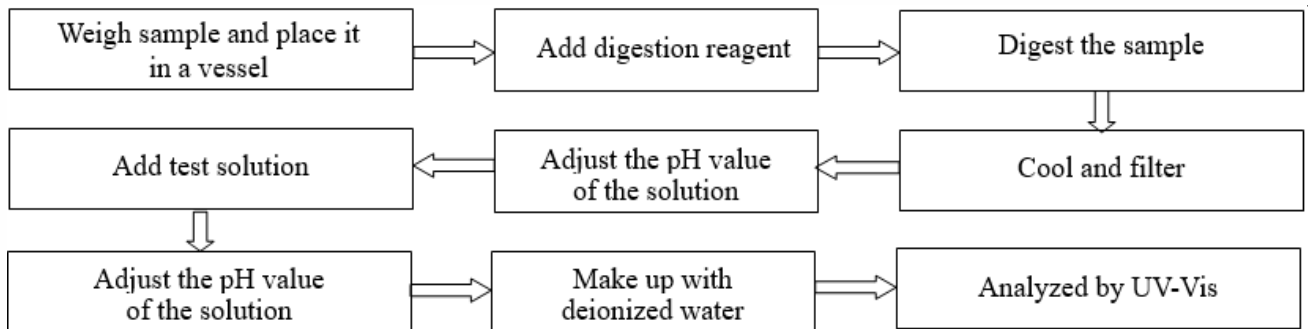 Weigh sample and place it
in a vessel
Add digestion reagent
Digest the sample
Cool and filter
Adjust the pH value
of the solution
Add test solution
Adjust the pH value
of the solution
Make up with
deionized water
Analyzed by UV-Vis